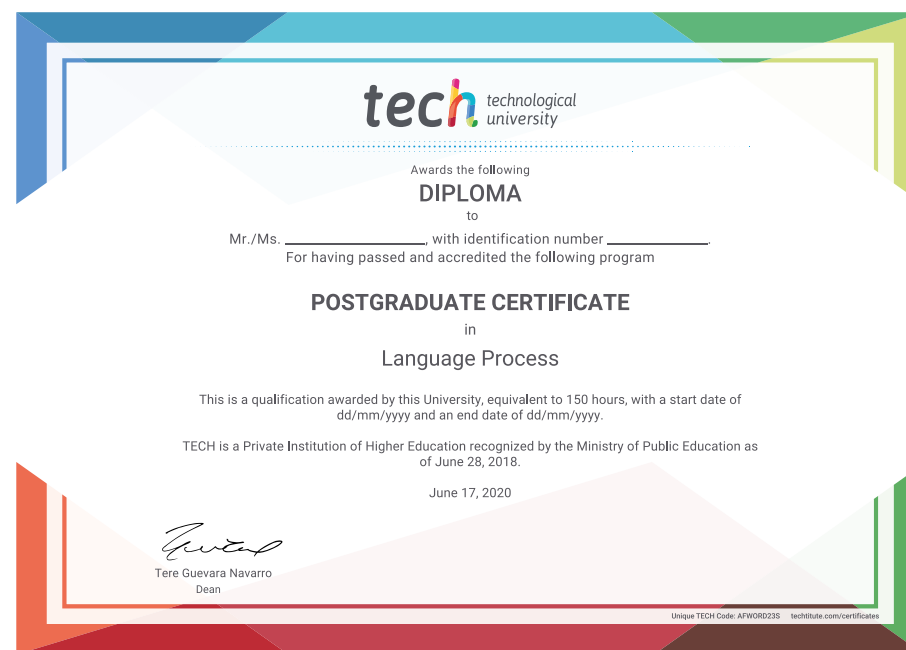 tech technological
university
Awards the following
DIPLOMA
to
Mr./Ms. ____________, with identification number ____________.
For having passed and accredited the following program
POSTGRADUATE CERTIFICATE
in
Language Process
This is a qualification awarded by this University, equivalent to 150 hours, with a start date of
dd/mm/yyyy and an end date of dd/mm/yyyy.
TECH is a Private Institution of Higher Education recognized by the Ministry of Public Education as
of June 28, 2018.
June 17, 2020
Tere Guevara Navarro
Dean
Unique TECH Code: AFWORD23S techtitute.com/certificates